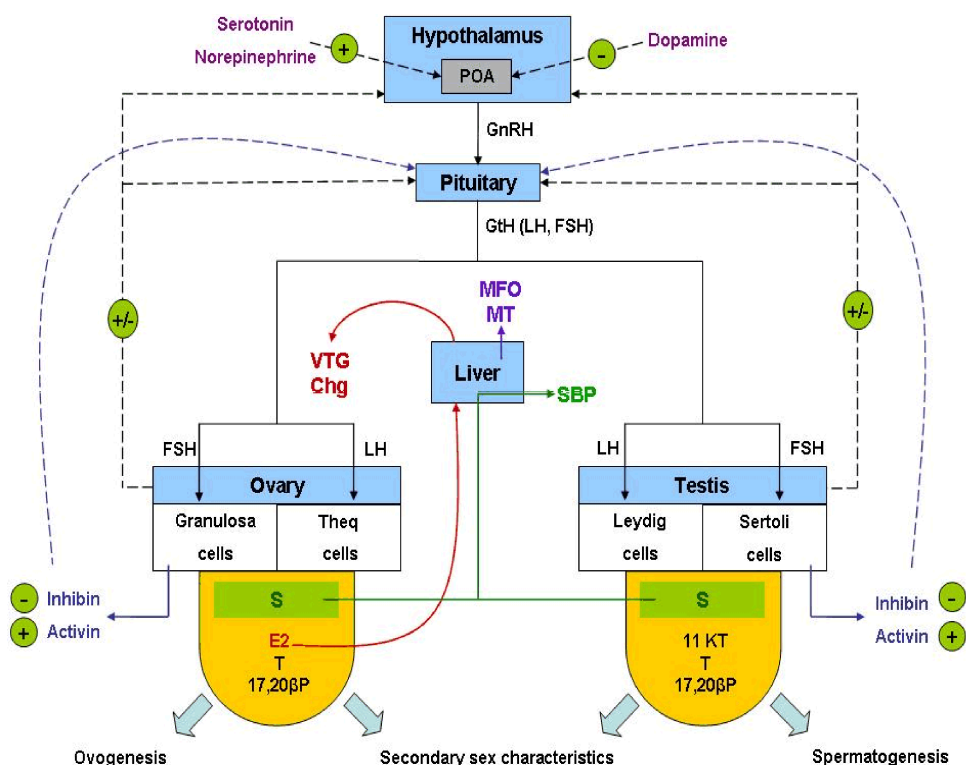 Serotonin
Norepinephrine
+
Hypothalamus
POA
-
Dopamine
GnRH
Pituitary
GtH (LH, FSH)
+/-
+/-
MFO
MT
VTG
Chg
Liver
SBP
FSH
LH
LH
FSH
Ovary
Granulosa
cells
Theq
cells
Testis
Leydig
cells
Sertoli
cells
- Inhibin
+ Activin
S
E2
T
17,20βP
S
11 KT
T
17,20βP
Inhibin -
Activin +
Ovogenesis
Secondary sex characteristics
Spermatogenesis